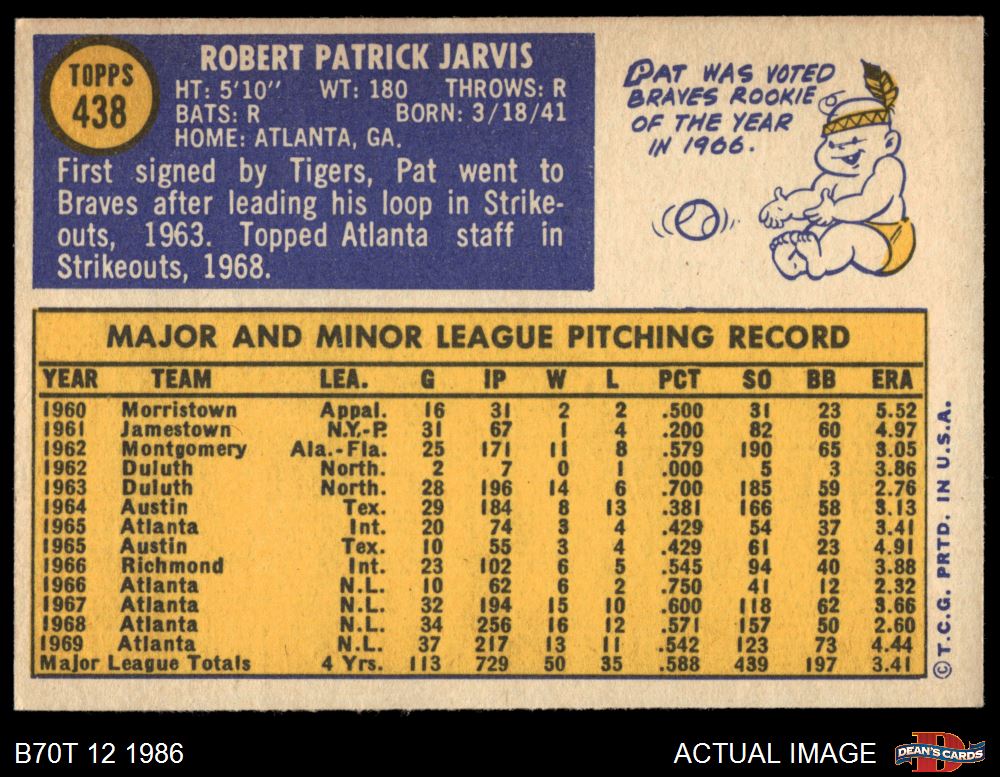 TOPPS
438
ROBERT PATRICK JARVIS
HT: 5'10" WT: 180 THROWS: R
BATS: R BORN: 3/18/41
HOME: ATLANTA, GA.
First signed by Tigers, Pat went to
Braves after leading his loop in Strike-
outs, 1963. Topped Atlanta staff in
Strikeouts, 1968.
PAT WAS VOTED
BRAVES ROOKIE
OF THE YEAR
IN 1966.
MAJOR AND MINOR LEAGUE PITCHING RECORD
YEAR TEAM LEA. G IP W L PCT SO BB ERA
1960 Morristown Appal. 16 31 2 2 .500 31 23 5.52
1961 Jamestown N.Y.-P. 31 67 1 4 .200 82 60 4.97
1962 Montgomery Ala.-Fla. 25 171 11 8 .579 190 65 3.05
1962 Duluth North. 2 7 0 1 .000 5 3 3.86
1963 Duluth North. 28 196 14 6 .700 185 59 2.76
1964 Austin Tex. 29 184 8 13 .381 166 58 3.13
1965 Atlanta Int. 20 74 3 4 .429 54 37 3.41
1965 Austin Tex. 10 55 3 4 .429 61 23 4.91
1966 Richmond Int. 23 102 6 5 .545 94 40 3.88
1966 Atlanta N.L. 10 62 6 2 .750 41 12 2.32
1967 Atlanta N.L. 32 194 15 10 .600 118 62 3.66
1968 Atlanta N.L. 34 256 16 12 .571 157 50 2.60
1969 Atlanta N.L. 37 217 13 11 .542 123 73 4.44
Major League Totals 4 Yrs. 113 729 50 35 .588 439 197 3.41
© T.C.G. PRTD. IN U.S.A.
B70T 12 1986
ACTUAL IMAGE
DEAN'S CARDS